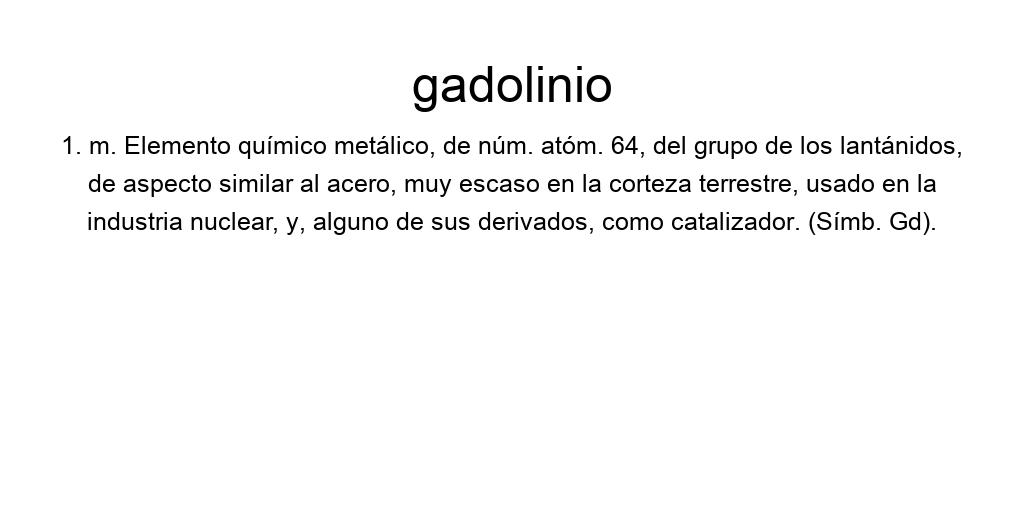 gadolinio
1. m. Elemento químico metálico, de núm. atóm. 64, del grupo de los lantánidos,
de aspecto similar al acero, muy escaso en la corteza terrestre, usado en la
industria nuclear, y, alguno de sus derivados, como catalizador. (Símb. Gd).